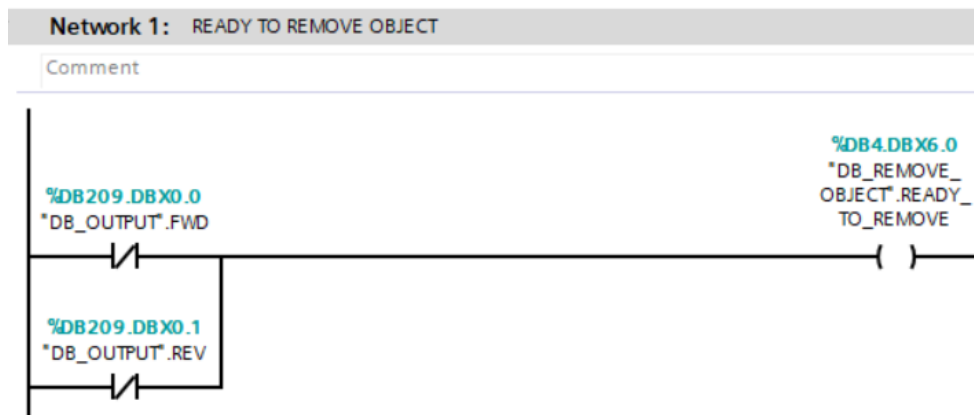 Network 1: READY TO REMOVE OBJECT
Comment
%DB4.DBX6.0
"DB_REMOVE_
OBJECT".READY_
TO_REMOVE
%DB209.DBX0.0
"DB_OUTPUT".FWD
%DB209.DBX0.1
"DB_OUTPUT".REV